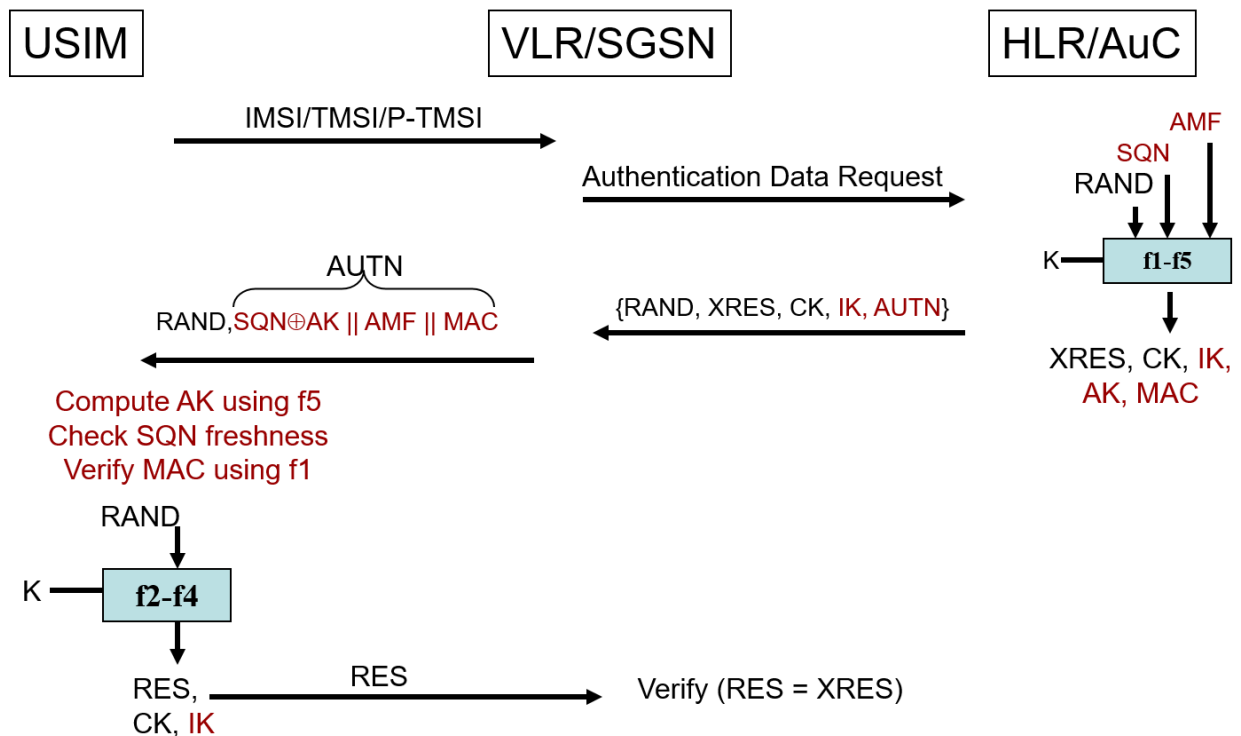 USIM
VLR/SGSN
HLR/AuC
IMSI/TMSI/P-TMSI
AMF
SQN
RAND
Authentication Data Request
K
f1-f5
AUTN
RAND,SQN⊕AK || AMF || MAC
{RAND, XRES, CK, IK, AUTN}
XRES, CK, IK,
AK, MAC
Compute AK using f5
Check SQN freshness
Verify MAC using f1
RAND
K
f2-f4
RES,
CK, IK
RES
Verify (RES = XRES)